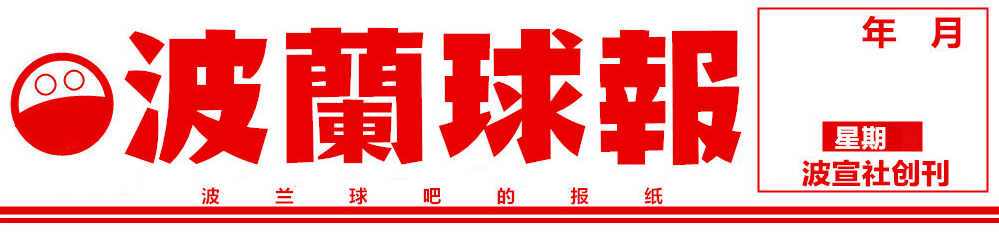 波蘭球報
波兰球吧的报纸
年 月
星期
波宣社创刊